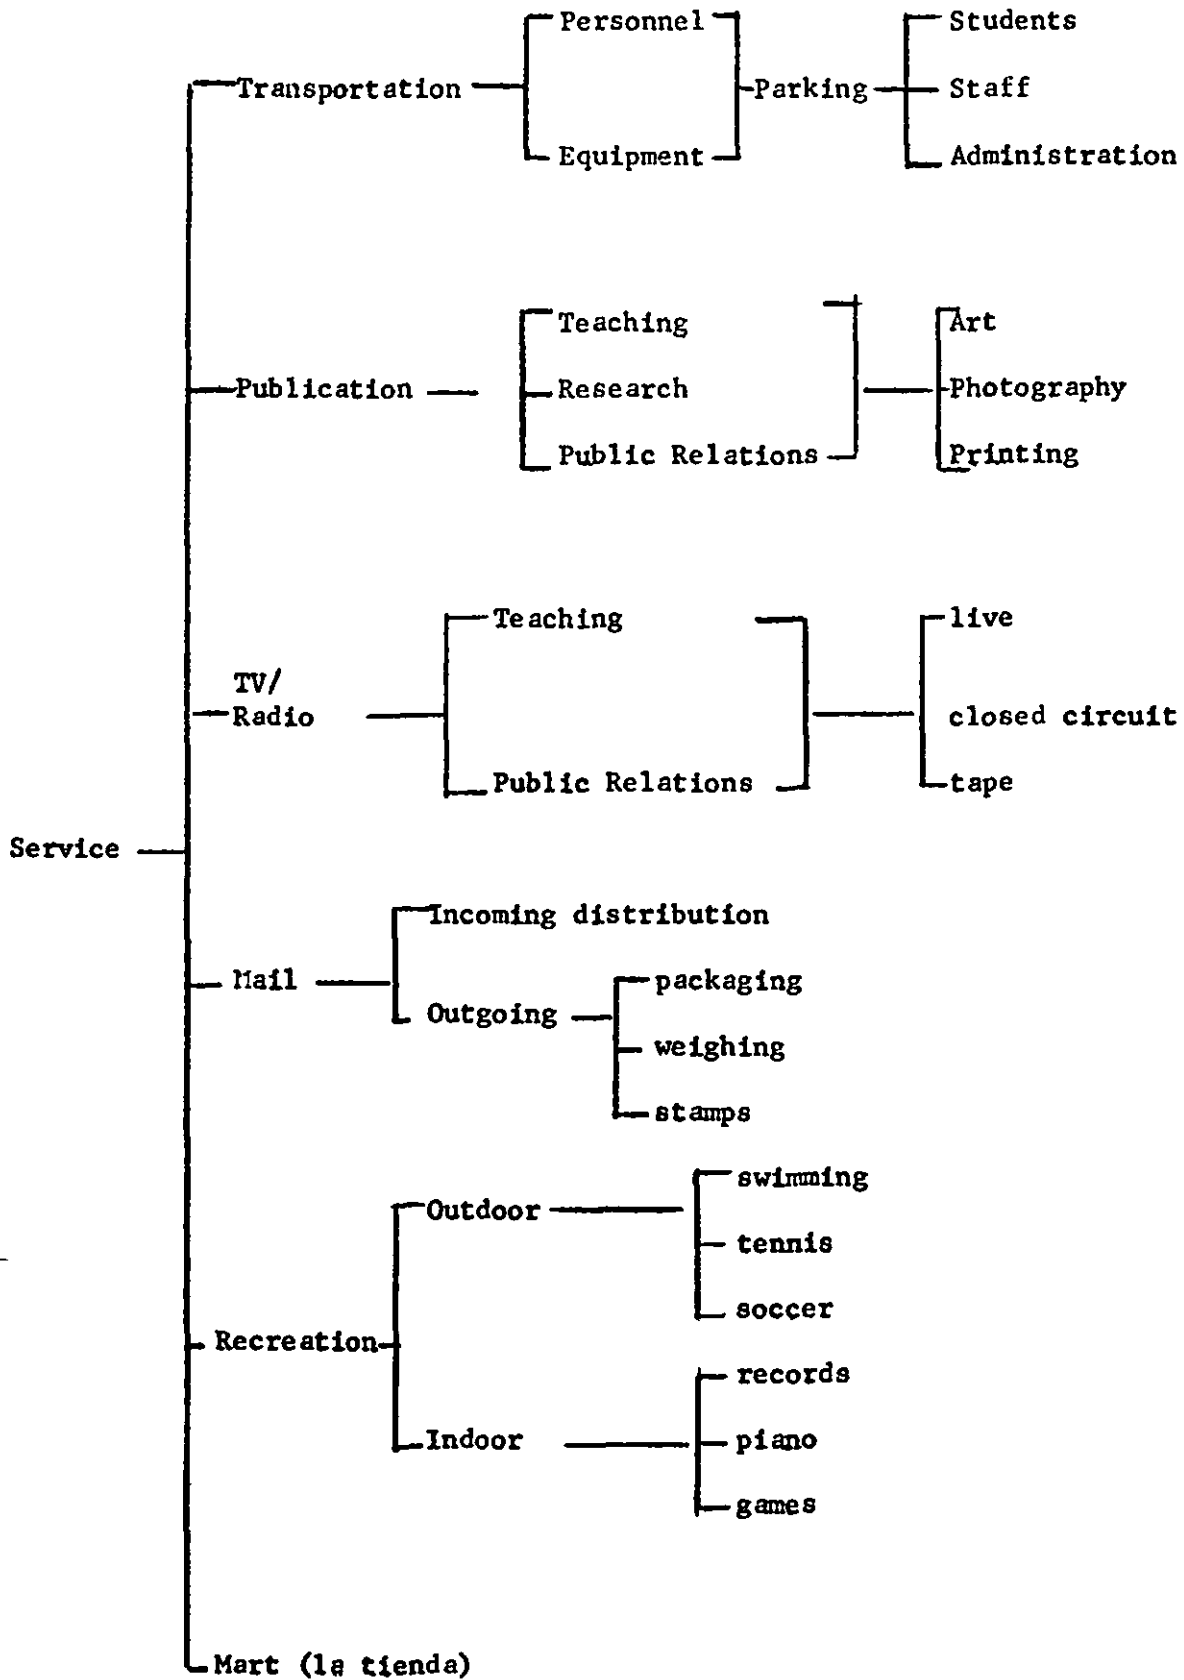 Personnel
Students
Transportation
Parking
Staff
Equipment
Administration
Teaching
Art
Publication
Research
Photography
Public Relations
Printing
Teaching
live
TV/
Radio
closed circuit
Public Relations
tape
Service
Incoming distribution
Mail
packaging
Outgoing
weighing
stamps
swimming
Outdoor
tennis
soccer
Recreation
records
Indoor
piano
games
Mart (la tienda)